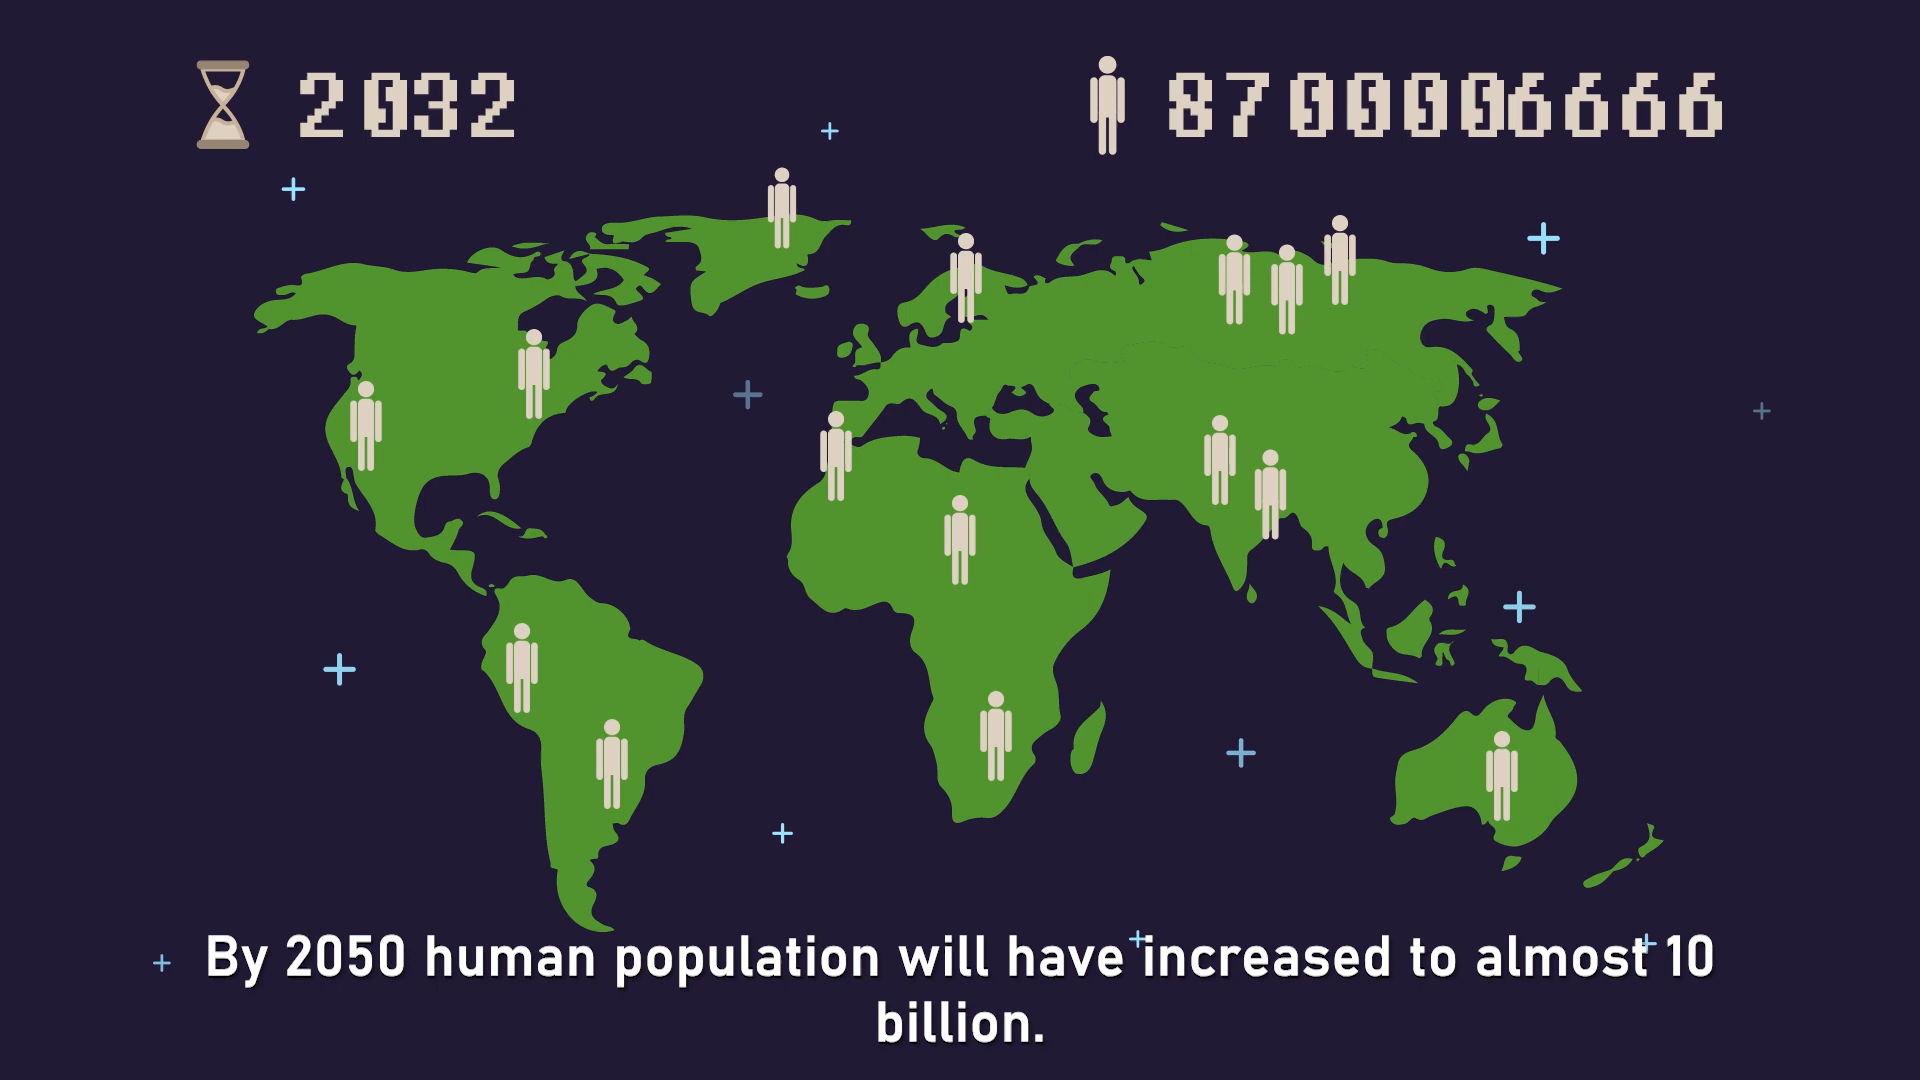 2032
8700006666
By 2050 human population will have increased to almost 10
billion.